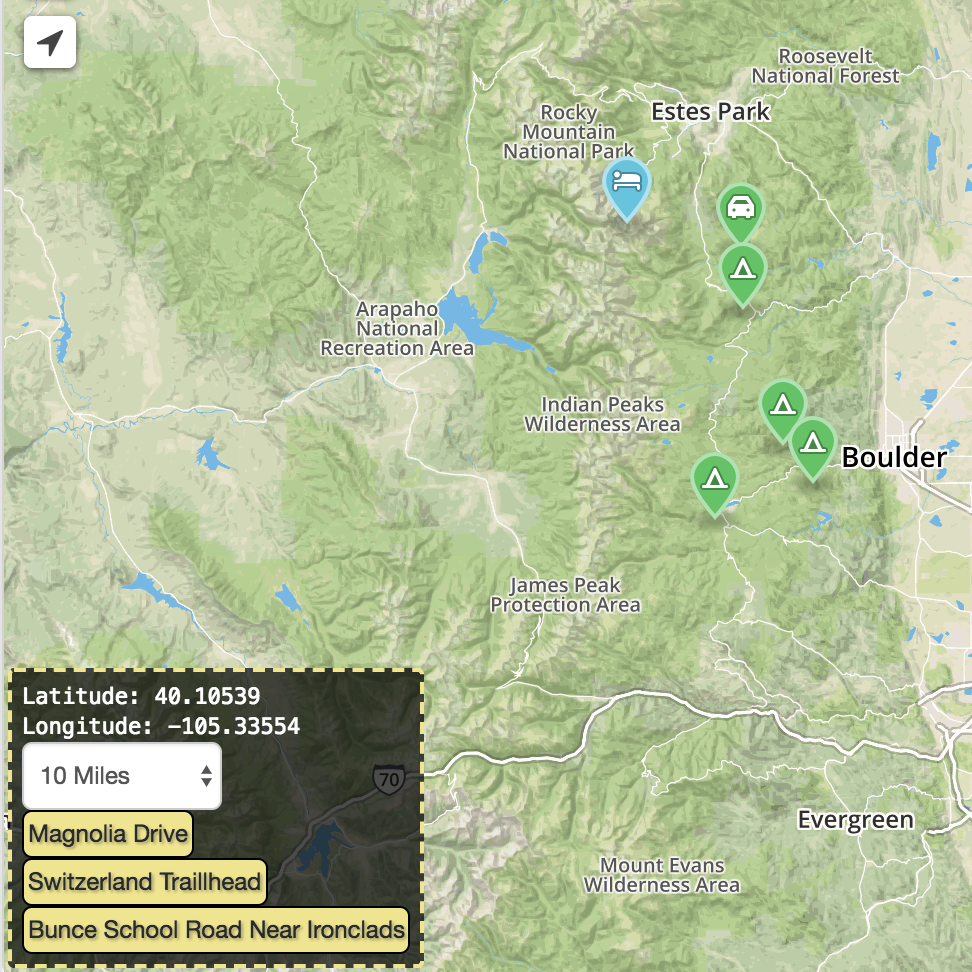 Roosevelt
National Forest
Estes Park
Rocky
Mountain
National Park
Arapaho
National
Recreation Area
Indian Peaks
Wilderness Area
Boulder
James Peak
Protection Area
Latitude: 40.10539
Longitude: -105.33554
10 Miles
70
Magnolia Drive
Evergreen
Switzerland Traillhead
Mount Evans
Wilderness Area
Bunce School Road Near Ironclads